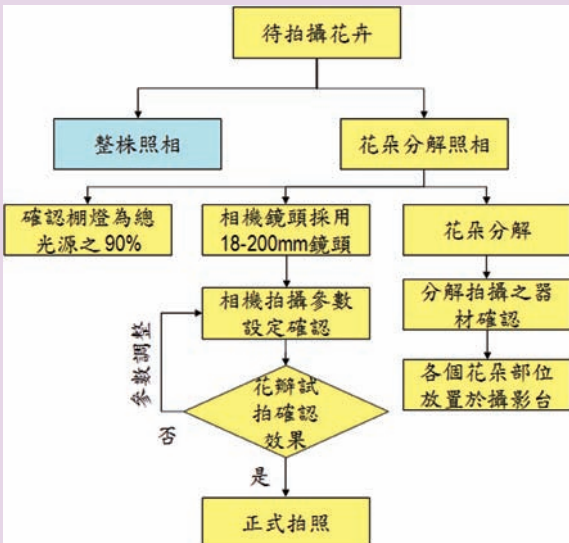 待拍攝花卉
整株照相
花朵分解照相
確認棚燈為總
光源之90%
相機鏡頭採用
18-200mm鏡頭
花朵分解
相機拍攝參數
設定確認
分解拍攝之器
材確認
參數調整
花瓣試
拍確認
效果
各個花朵部位
放置於攝影台
否
是
正式拍照